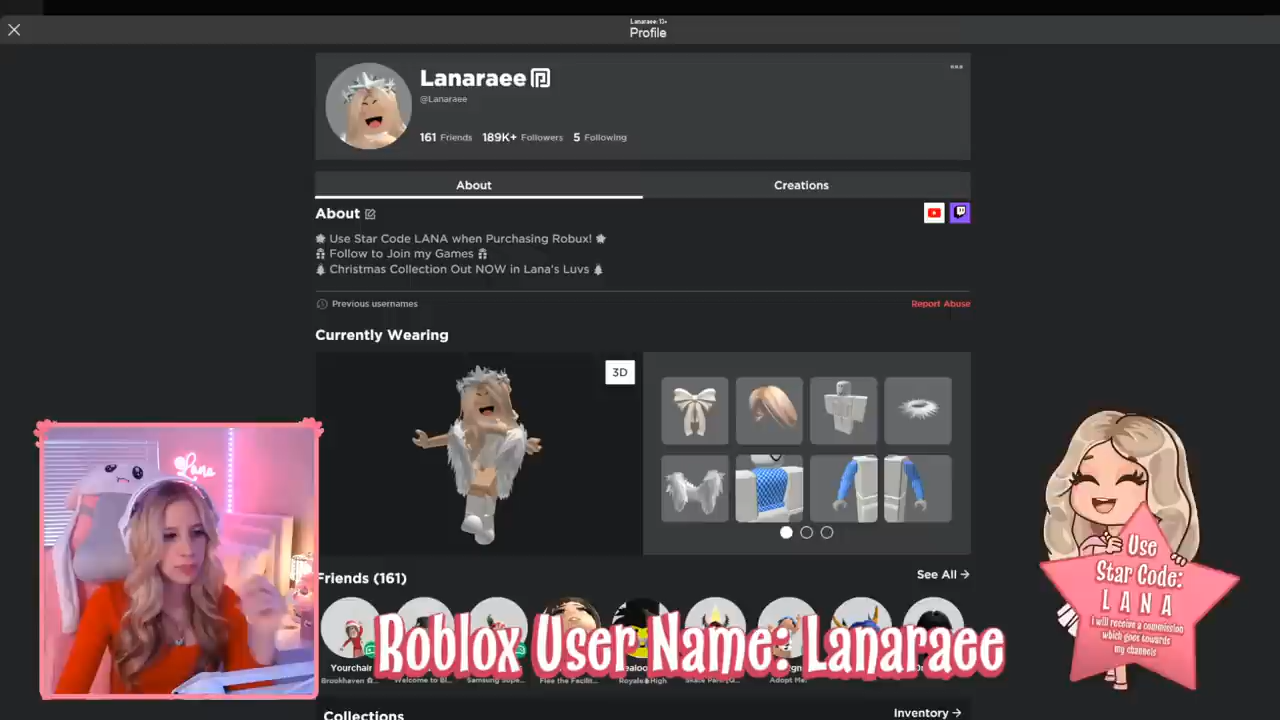 Lanaraee: 13+
Profile
Lanaraee
@Lanaraee
161 Friends 189K+ Followers 5 Following
About
Creations
About
Use Star Code LANA when Purchasing Robux!
Follow to Join my Games
Christmas Collection Out NOW in Lana's Luvs
Previous usernames
Report Abuse
Currently Wearing
3D
Lana
Friends (161)
See All →
Yourchair
Roblox User Name: Lanaraee
Use
Star Code:
LANA
I will receive a commission
which goes towards
my channels
Collections
Inventory →